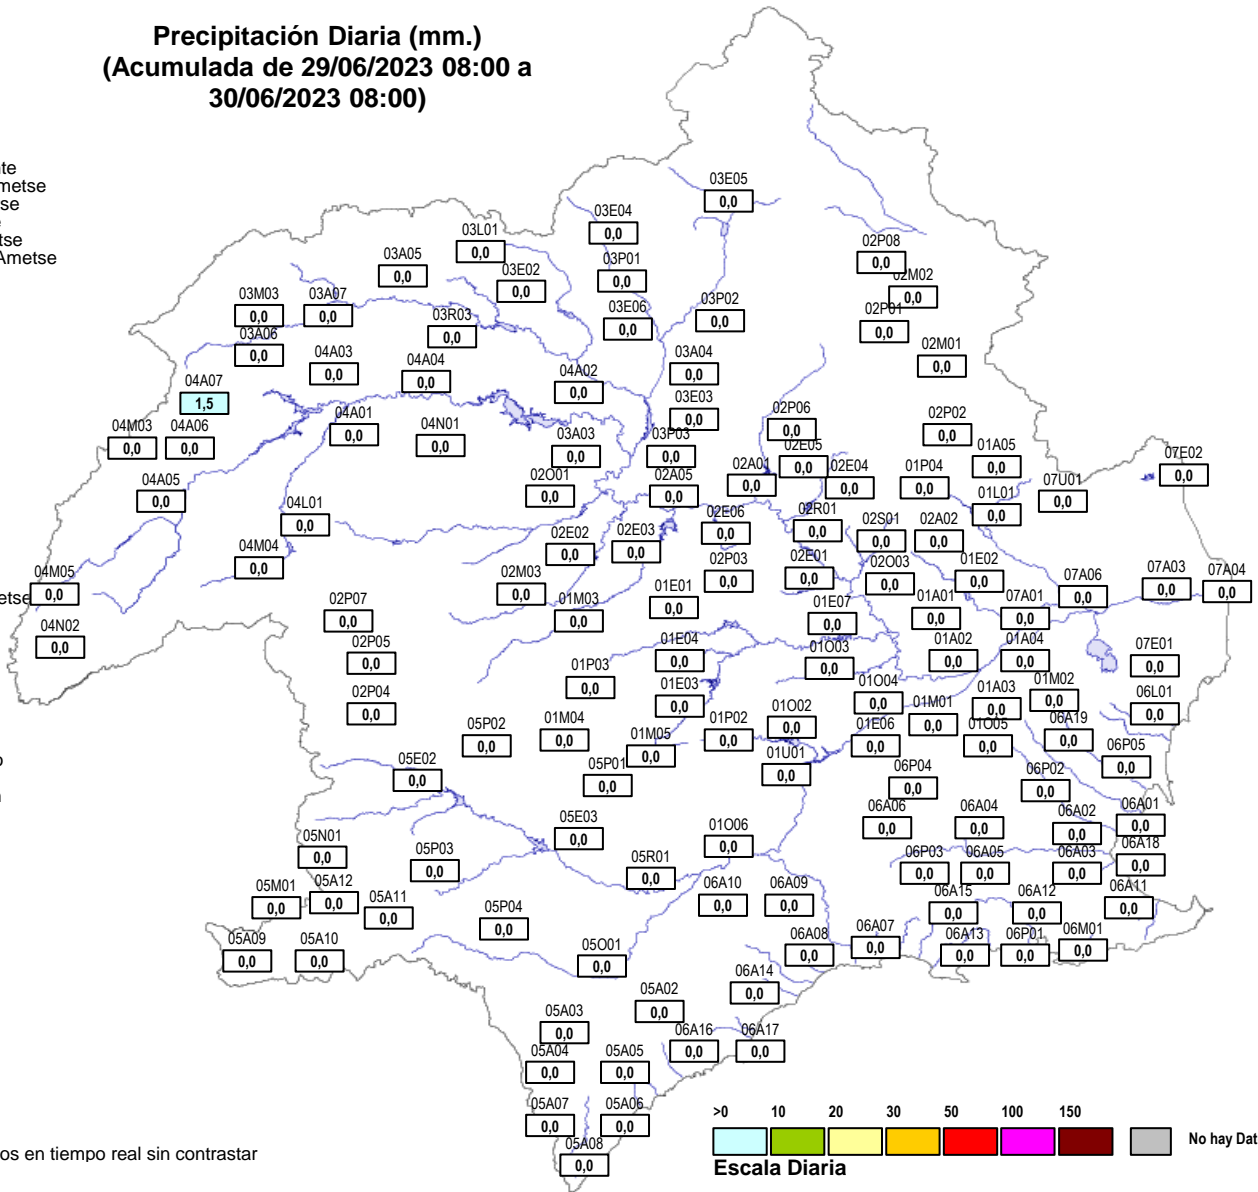 Precipitación Diaria (mm.)
(Acumulada de 29/06/2023 08:00 a
30/06/2023 08:00)
te
metse
se
e
tse
Ametse
03E05
0,0
03E04
0,0
03L01
0,0
03A05
0,0
03E02
0,0
03P01
0,0
02P08
0,0
02M02
0,0
03M03
0,0
03A07
0,0
03R03
0,0
03E06
0,0
03P02
0,0
02P01
0,0
03A06
0,0
04A03
0,0
04A04
0,0
04A02
0,0
03A04
0,0
02M01
0,0
04A07
1,5
03E03
0,0
04M03
0,0
04A06
0,0
04A01
0,0
04N01
0,0
03A03
0,0
03P03
0,0
02P06
0,0
02E05
0,0
02P02
0,0
01A05
0,0
07E02
0,0
04A05
0,0
02O01
0,0
02A05
0,0
02A01
0,0
02E04
0,0
01P04
0,0
01L01
0,0
07U01
0,0
04L01
0,0
02E06
0,0
02R01
0,0
02S01
0,0
02A02
0,0
04M04
0,0
02E02
0,0
02E03
0,0
02P03
0,0
02E01
0,0
02O03
0,0
01E02
0,0
04M05
0,0
etse
02M03
0,0
01M03
0,0
01E01
0,0
01E07
0,0
01A01
0,0
07A01
0,0
07A06
0,0
07A03
0,0
07A04
0,0
04N02
0,0
02P07
0,0
02P05
0,0
02P04
0,0
01E04
0,0
01O03
0,0
01A02
0,0
01A04
0,0
07E01
0,0
01P03
0,0
01E03
0,0
01O04
0,0
01A03
0,0
01M02
0,0
06L01
0,0
05P02
0,0
01M04
0,0
01M05
0,0
01P02
0,0
01O02
0,0
01M01
0,0
01E06
0,0
01O05
0,0
06A19
0,0
06P05
0,0
o
05E02
0,0
05P01
0,0
01U01
0,0
06P04
0,0
06P02
0,0
05E03
0,0
01O06
0,0
06A06
0,0
06A04
0,0
06A02
0,0
06A01
0,0
05N01
0,0
05P03
0,0
05R01
0,0
06P03
0,0
06A05
0,0
06A03
0,0
06A18
0,0
05M01
0,0
05A12
0,0
05A11
0,0
05P04
0,0
06A10
0,0
06A09
0,0
06A15
0,0
06A12
0,0
06A11
0,0
05A09
0,0
05A10
0,0
05O01
0,0
06A08
0,0
06A07
0,0
06A13
0,0
06P01
0,0
06M01
0,0
05A02
0,0
06A14
0,0
05A03
0,0
06A16
0,0
06A17
0,0
05A04
0,0
05A05
0,0
05A07
0,0
05A06
0,0
05A08
0,0
>0 10 20 30 50 100 150
No hay Dat
Escala Diaria
os en tiempo real sin contrastar